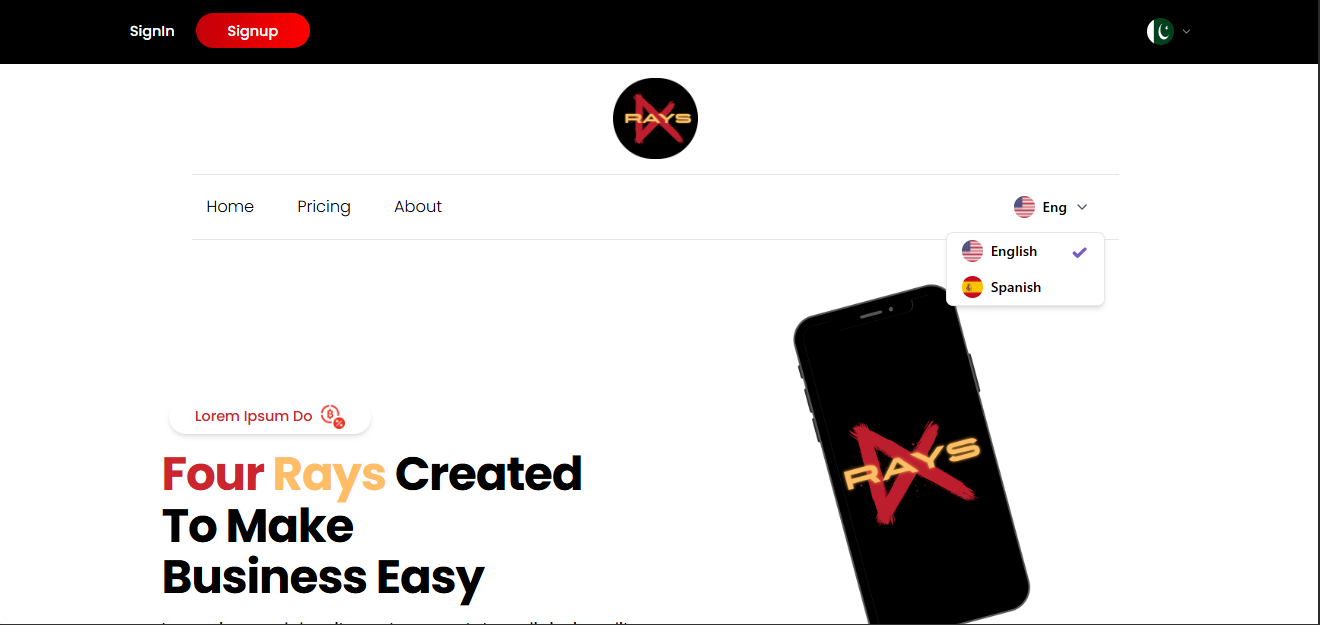 SignIn
Signup
RAYS
Home
Pricing
About
Eng
English
Spanish
RAYS
Lorem Ipsum Do
Four Rays Created
To Make
Business Easy